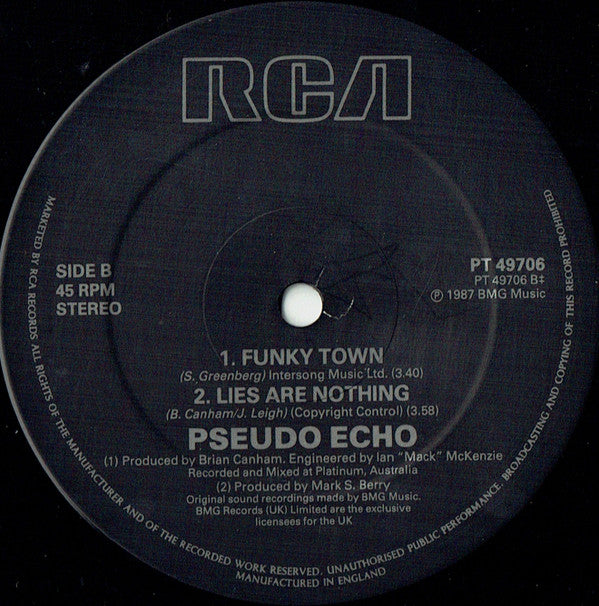 RCA
SIDE B
45 RPM
STEREO
PT 49706
PT 49706 B‡
℗ 1987 BMG Music
1. FUNKY TOWN
(S. Greenberg) Intersong Music Ltd. (3.40)
2. LIES ARE NOTHING
(B. Canham/J. Leigh) (Copyright Control) (3.58)
PSEUDO ECHO
(1) Produced by Brian Canham. Engineered by Ian "Mack" McKenzie
Recorded and Mixed at Platinum, Australia
(2) Produced by Mark S. Berry
Original sound recordings made by BMG Music.
BMG Records (UK) Limited are the exclusive
licensees for the UK
MARKETED BY RCA RECORDS ALL RIGHTS OF THE MANUFACTURER AND OF THE RECORDED WORK RESERVED. UNAUTHORISED PUBLIC PERFORMANCE, BROADCASTING AND COPYING OF THIS RECORD PROHIBITED
MANUFACTURED IN ENGLAND